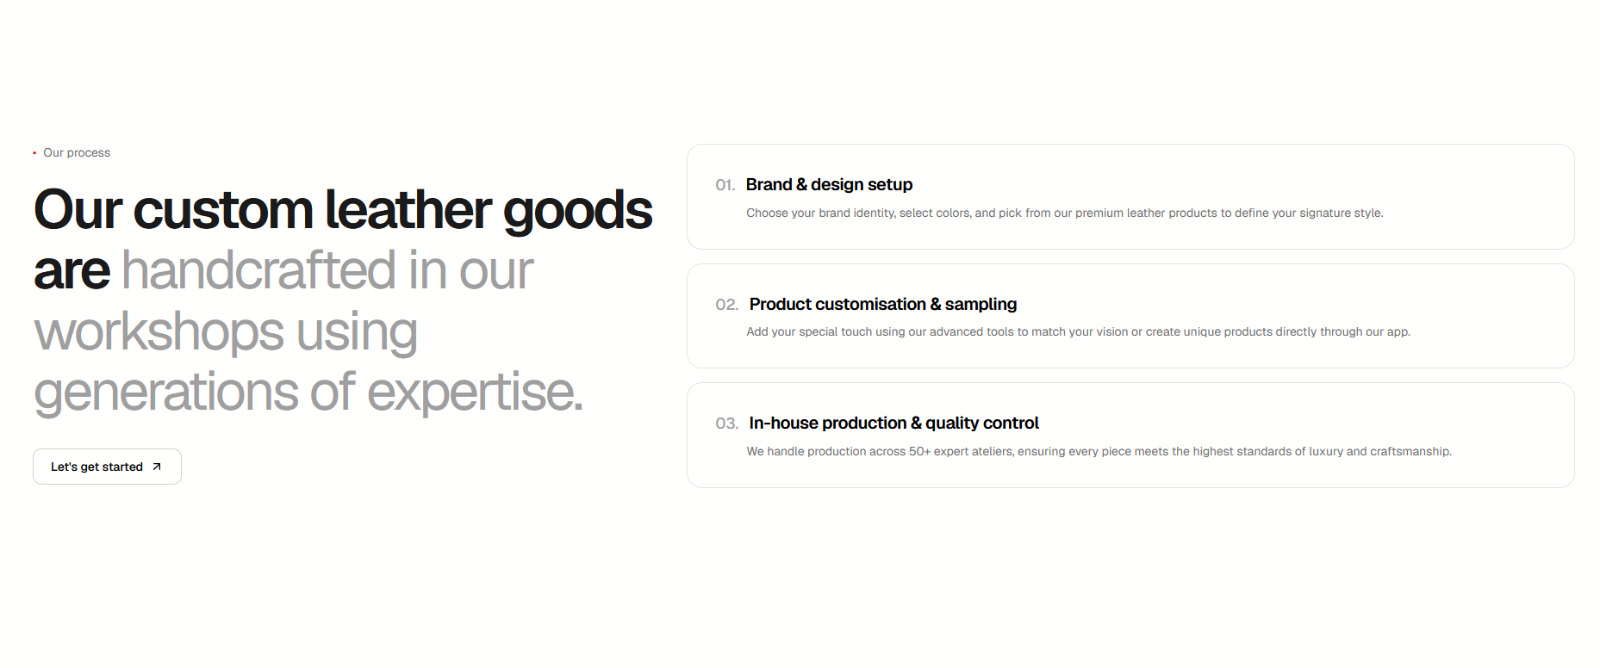 Our process
Our custom leather goods
are handcrafted in our
workshops using
generations of expertise.
Let's get started
01. Brand & design setup
Choose your brand identity, select colors, and pick from our premium leather products to define your signature style.
02. Product customisation & sampling
Add your special touch using our advanced tools to match your vision or create unique products directly through our app.
03. In-house production & quality control
We handle production across 50+ expert ateliers, ensuring every piece meets the highest standards of luxury and craftsmanship.